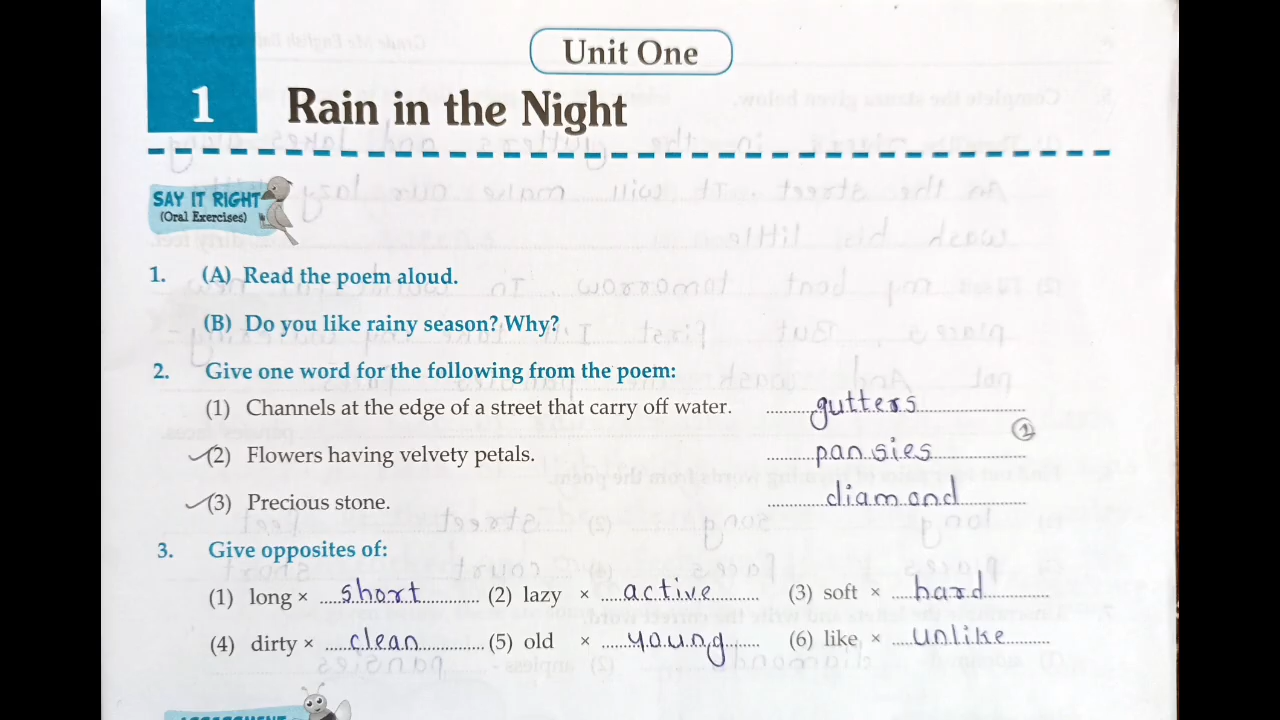 Unit One
1 Rain in the Night
SAY IT RIGHT
(Oral Exercises)
1. (A) Read the poem aloud.
(B) Do you like rainy season? Why?
2. Give one word for the following from the poem:
(1) Channels at the edge of a street that carry off water. gutters
(2) Flowers having velvety petals. pansies
(3) Precious stone. diamond
3. Give opposites of:
(1) long × short (2) lazy × active (3) soft × hard
(4) dirty × clean (5) old × young (6) like × unlike